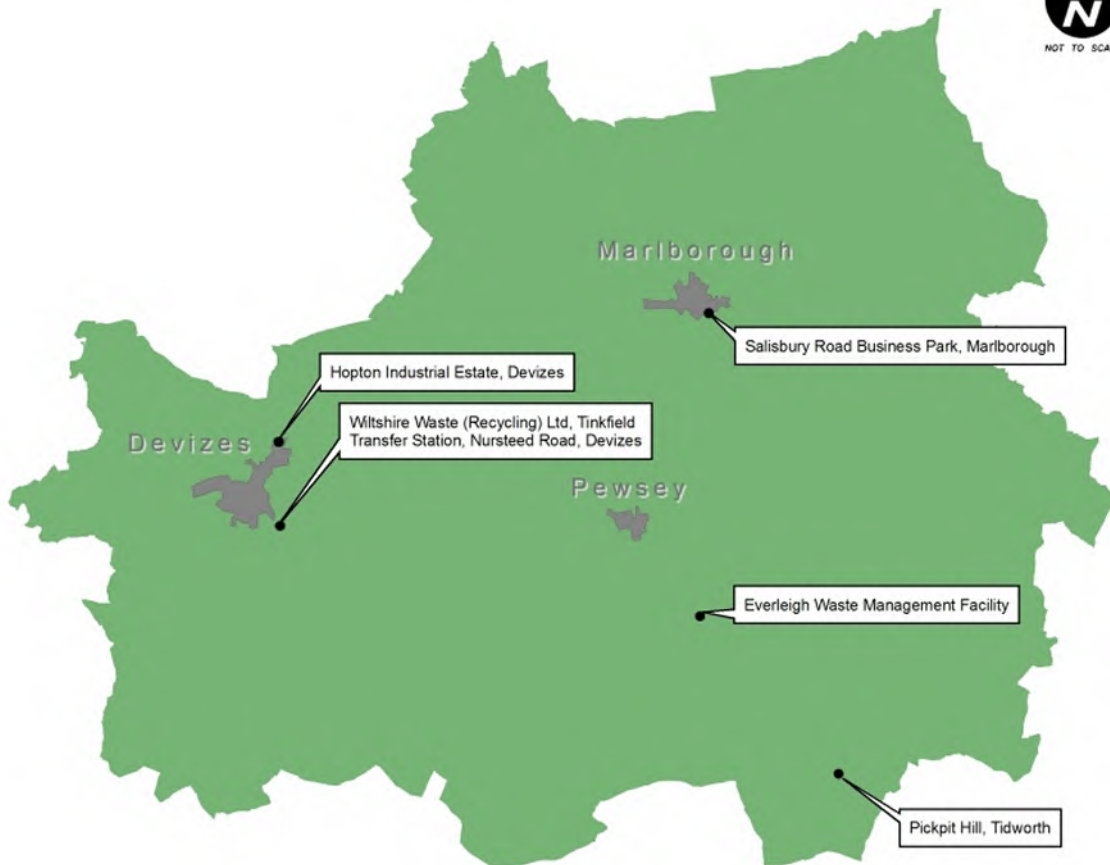 N
NOT TO SCA
Marlborough
Salisbury Road Business Park, Marlborough
Hopton Industrial Estate, Devizes
Wiltshire Waste (Recycling) Ltd, Tinkfield
Transfer Station, Nursteed Road, Devizes
Devizes
Pewsey
Everleigh Waste Management Facility
Pickpit Hill, Tidworth